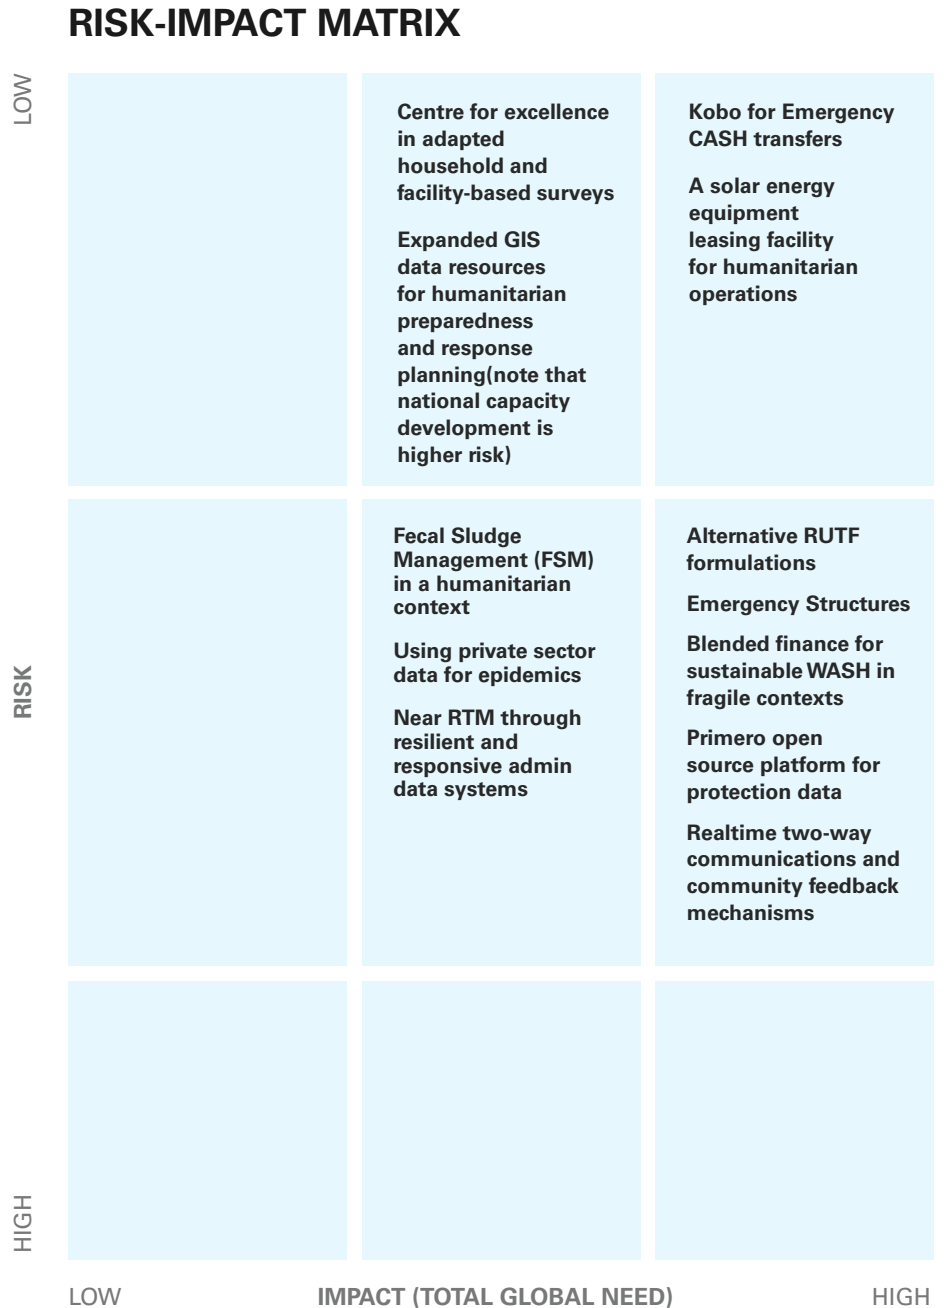 RISK-IMPACT MATRIX
LOW
Centre for excellence
in adapted
household and
facility-based surveys
Expanded GIS
data resources
for humanitarian
preparedness
and response
planning(note that
national capacity
development is
higher risk)
Kobo for Emergency
CASH transfers
A solar energy
equipment
leasing facility
for humanitarian
operations
RISK
Fecal Sludge
Management (FSM)
in a humanitarian
context
Using private sector
data for epidemics
Near RTM through
resilient and
responsive admin
data systems
Alternative RUTF
formulations
Emergency Structures
Blended finance for
sustainable WASH in
fragile contexts
Primero open
source platform for
protection data
Realtime two-way
communications and
community feedback
mechanisms
HIGH
LOW
IMPACT (TOTAL GLOBAL NEED)
HIGH